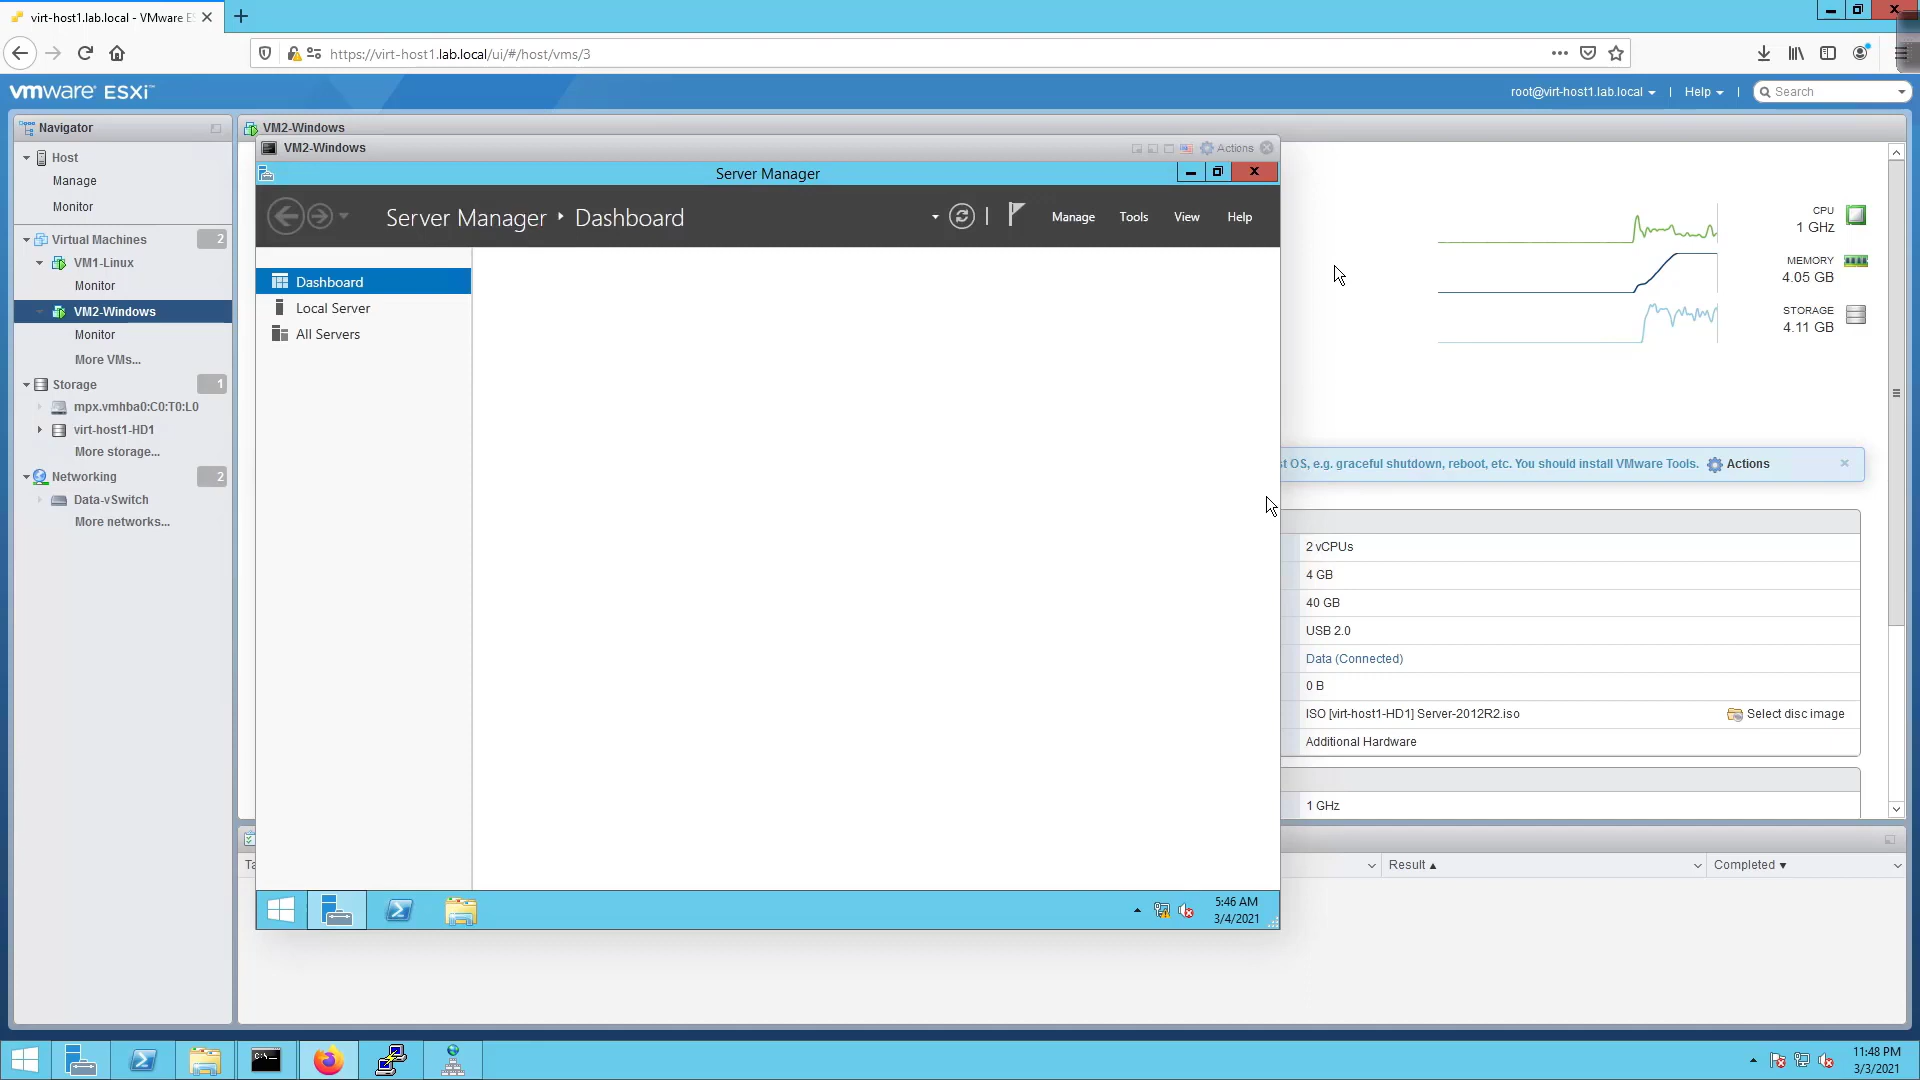 virt-host1.lab.local - VMware E
https://virt-host1.lab.local/ui/#/host/vms/3
vmware ESXi
root@virt-host1.lab.local
|
Help
|
Search
Navigator
Host
Manage
Monitor
Virtual Machines
2
VM1-Linux
Monitor
VM2-Windows
Monitor
More VMs...
Storage
1
mpx.vmhba0:C0:T0:L0
virt-host1-HD1
More storage...
Networking
2
Data-vSwitch
More networks...
VM2-Windows
VM2-Windows
Actions
Server Manager
Server Manager
Dashboard
Manage
Tools
View
Help
Dashboard
Local Server
All Servers
5:46 AM
3/4/2021
CPU
1 GHz
MEMORY
4.05 GB
STORAGE
4.11 GB
st OS, e.g. graceful shutdown, reboot, etc. You should install VMware Tools.
Actions
2 vCPUs
4 GB
40 GB
USB 2.0
Data (Connected)
0 B
ISO [virt-host1-HD1] Server-2012R2.iso
Select disc image
Additional Hardware
1 GHz
Ta
Result
Completed
11:48 PM
3/3/2021